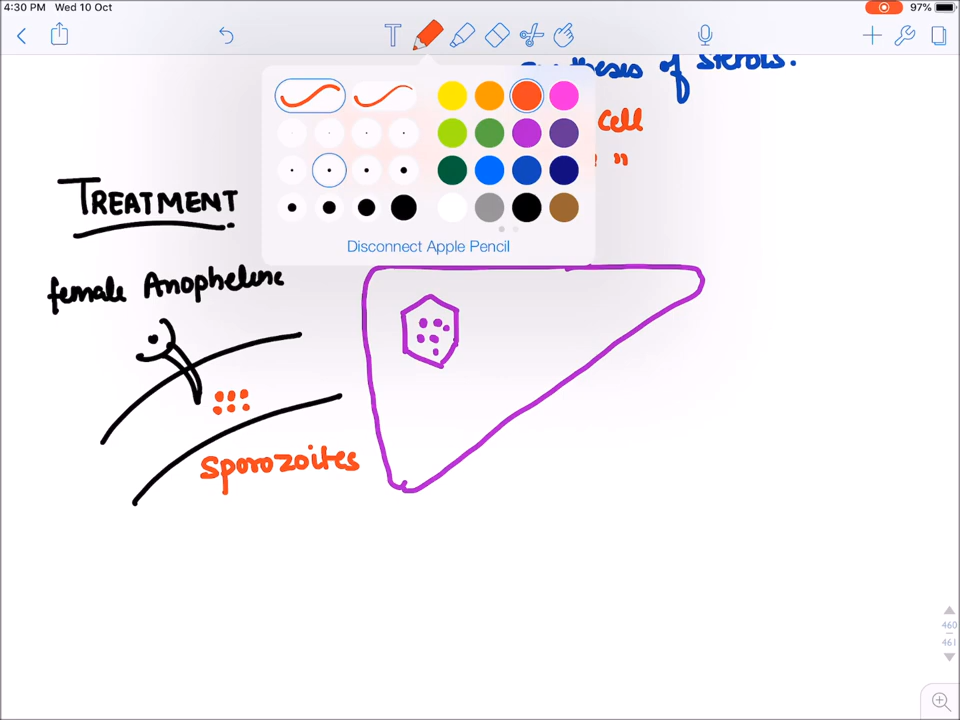 4:30 PM Wed 10 Oct
97%
T
of sterols.
cell
"
Disconnect Apple Pencil
TREATMENT
female Anophelene
sporozoites
460
461